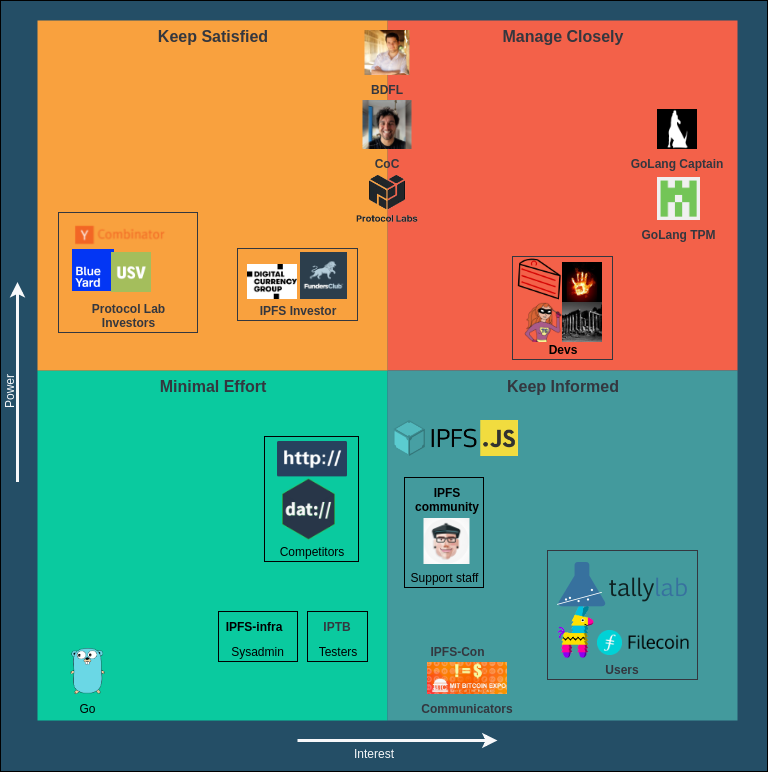 Keep Satisfied
Manage Closely
BDFL
CoC
GoLang Captain
Protocol Labs
GoLang TPM
Y Combinator
Blue
Yard
USV
Protocol Lab
Investors
DIGITAL
CURRENCY
GROUP
FundersClub
IPFS Investor
Devs
Power
Minimal Effort
Keep Informed
IPFS .JS
http://
dat://
Competitors
IPFS
community
Support staff
tallylab
Filecoin
Users
IPFS-infra
Sysadmin
IPTB
Testers
Go
IPFS-Con
!=$
MIT BITCOIN EXPO
Communicators
Interest